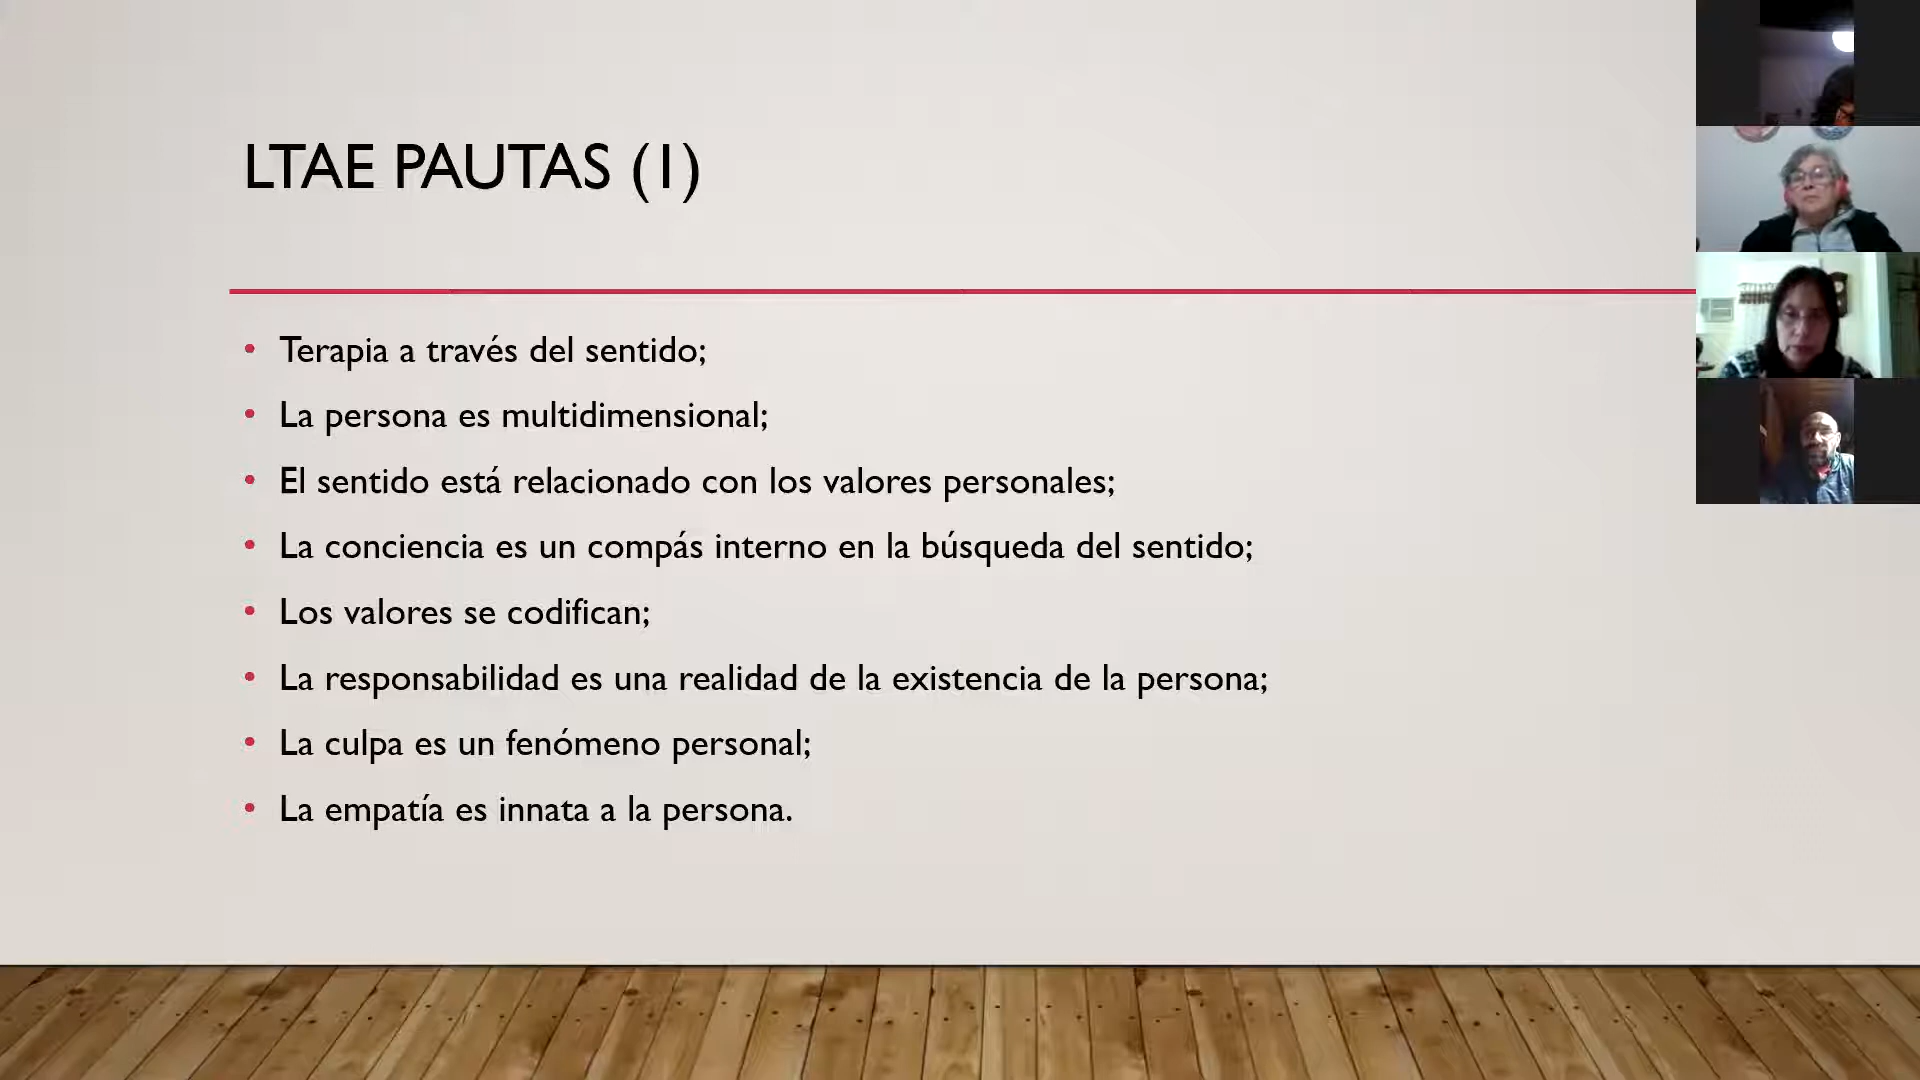 LTAE PAUTAS (1)
• Terapia a través del sentido;
• La persona es multidimensional;
• El sentido está relacionado con los valores personales;
• La conciencia es un compás interno en la búsqueda del sentido;
• Los valores se codifican;
• La responsabilidad es una realidad de la existencia de la persona;
• La culpa es un fenómeno personal;
• La empatía es innata a la persona.